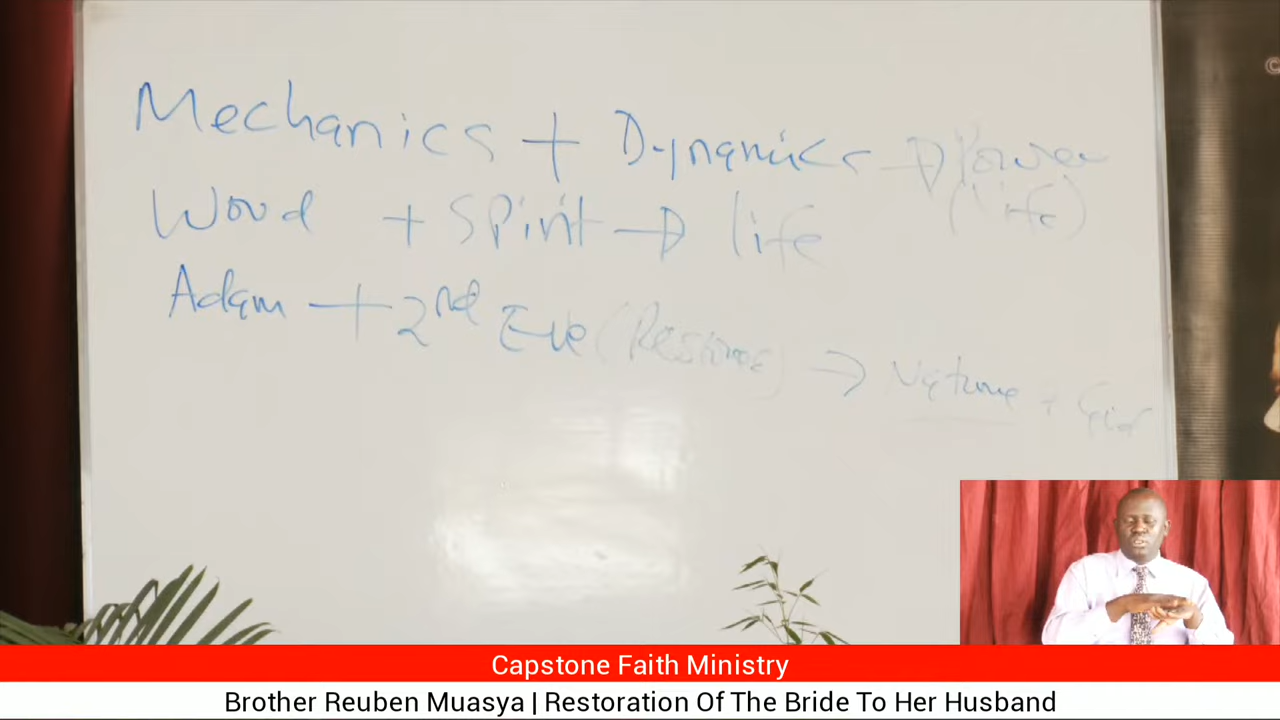 Mechanics + Dynamics → Power
(life)
Word + Spirit → life
Adam + 2nd Eve (Restore) → Nature +
Capstone Faith Ministry
Brother Reuben Muasya | Restoration Of The Bride To Her Husband